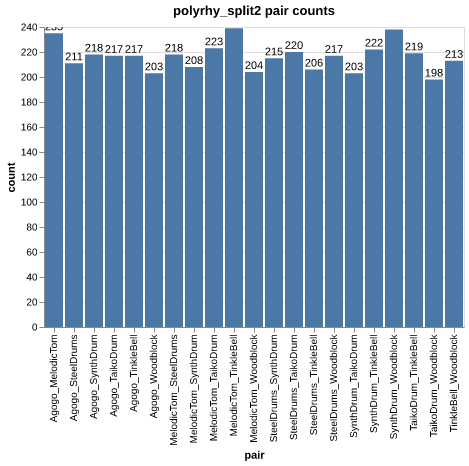 polyrhy_split2 pair counts
240
220
200
180
160
140
120
100
80
60
40
20
0
count
235
211
218
217
217
203
218
208
223
204
215
220
206
217
203
222
219
198
213
Agogo_MelodicTom
Agogo_SteelDrums
Agogo_SynthDrum
Agogo_TaikoDrum
Agogo_TinkleBell
Agogo_Woodblock
MelodicTom_SteelDrums
MelodicTom_SynthDrum
MelodicTom_TaikoDrum
MelodicTom_TinkleBell
MelodicTom_Woodblock
SteelDrums_SynthDrum
SteelDrums_TaikoDrum
SteelDrums_TinkleBell
SteelDrums_Woodblock
SynthDrum_TaikoDrum
SynthDrum_TinkleBell
SynthDrum_Woodblock
TaikoDrum_TinkleBell
TaikoDrum_Woodblock
TinkleBell_Woodblock
pair